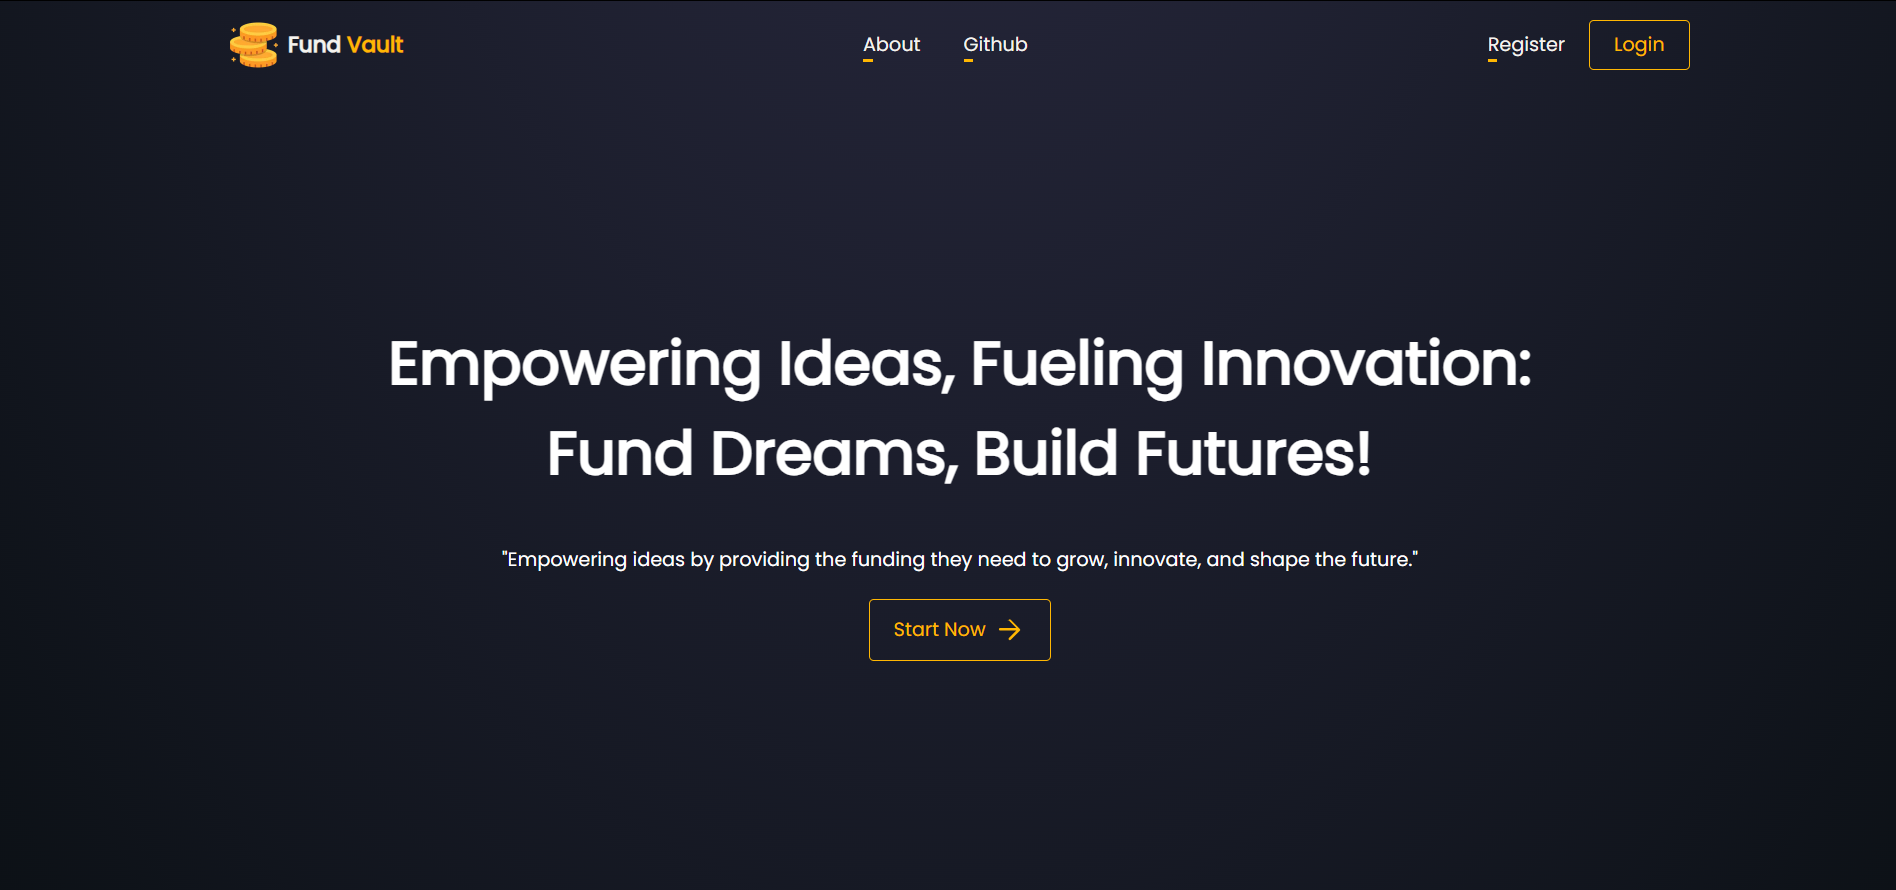 Fund Vault
About
Github
Register
Login
Empowering Ideas, Fueling Innovation:
Fund Dreams, Build Futures!
"Empowering ideas by providing the funding they need to grow, innovate, and shape the future."
Start Now